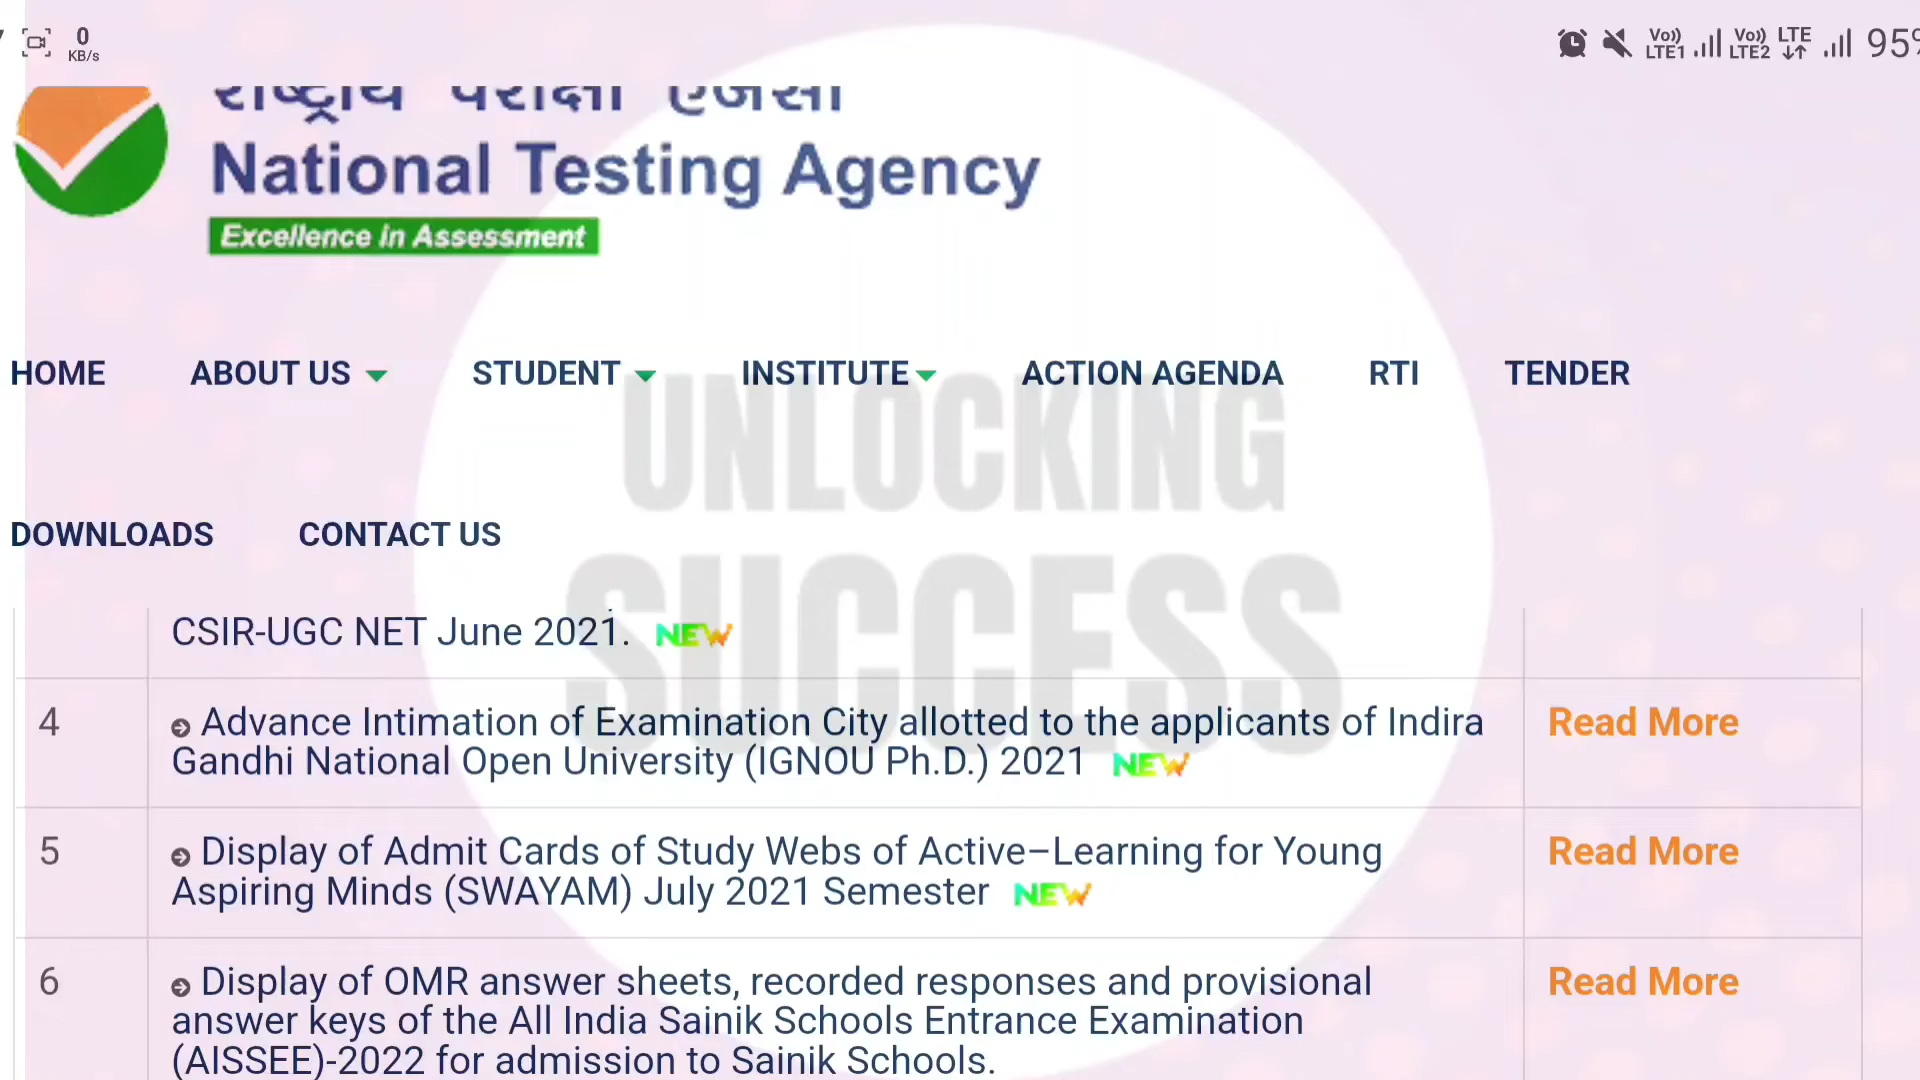 0
KB/s
Vo)) LTE1 Vo)) LTE2 LTE 95%
राष्ट्रीय परीक्षा एजेंसी
National Testing Agency
Excellence in Assessment
HOME ABOUT US STUDENT INSTITUTE ACTION AGENDA RTI TENDER
UNLOCKING
DOWNLOADS CONTACT US
SUCCESS
CSIR-UGC NET June 2021. NEW
4 Advance Intimation of Examination City allotted to the applicants of Indira Read More
Gandhi National Open University (IGNOU Ph.D.) 2021 NEW
5 Display of Admit Cards of Study Webs of Active–Learning for Young Read More
Aspiring Minds (SWAYAM) July 2021 Semester NEW
6 Display of OMR answer sheets, recorded responses and provisional Read More
answer keys of the All India Sainik Schools Entrance Examination
(AISSEE)-2022 for admission to Sainik Schools.